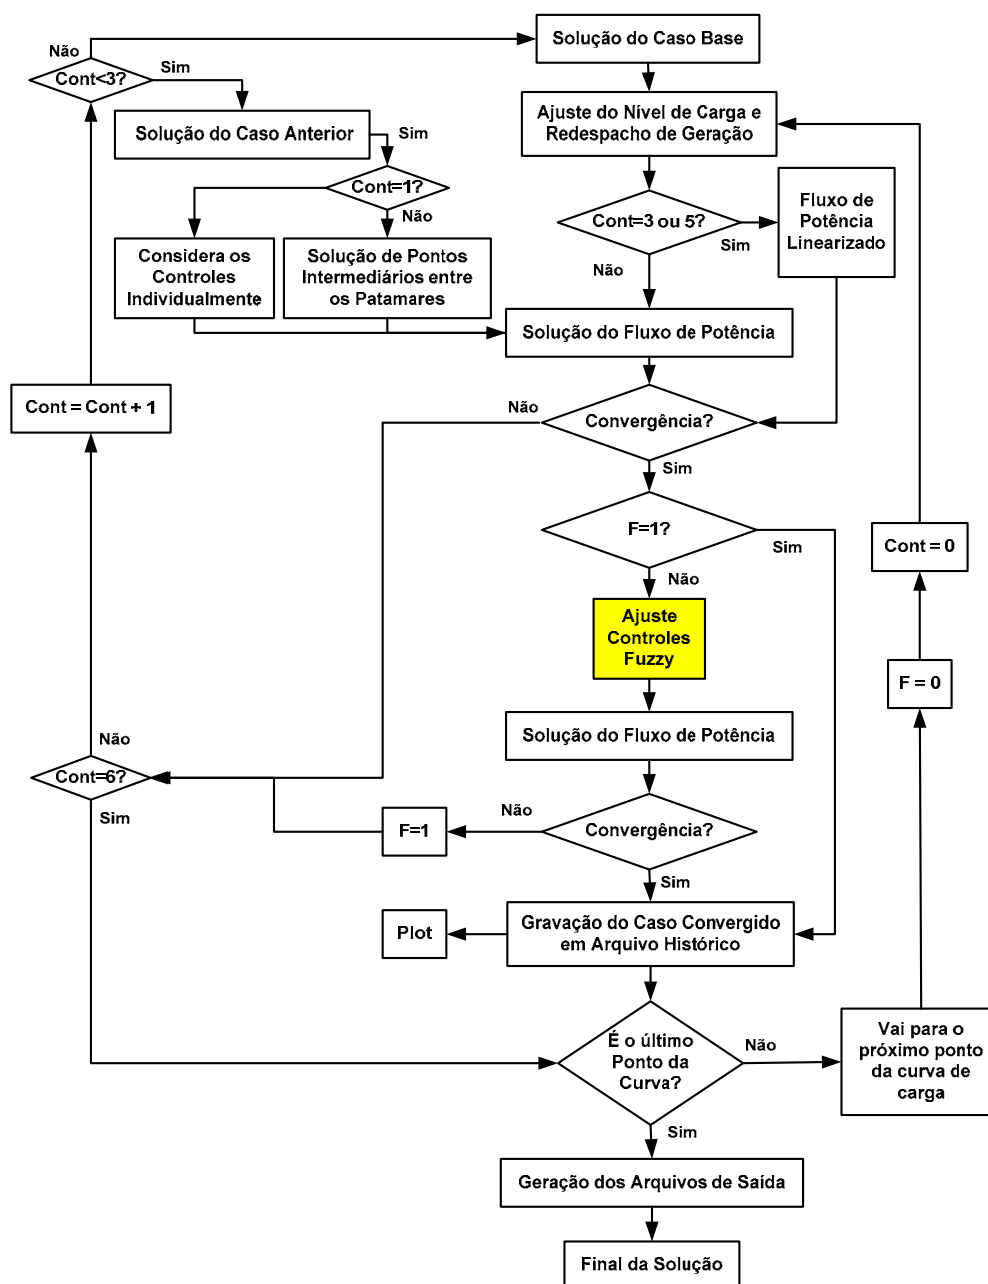 Solução do Caso Base
Não
Cont<3?
Sim
Solução do Caso Anterior
Sim
Cont=1?
Não
Considera os
Controles
Individualmente
Solução de Pontos
Intermediários entre
os Patamares
Ajuste do Nível de Carga e
Redespacho de Geração
Cont=3 ou 5?
Sim
Não
Fluxo de
Potência
Linearizado
Solução do Fluxo de Potência
Cont = Cont + 1
Não
Convergência?
Sim
F=1?
Sim
Não
Cont = 0
Ajuste
Controles
Fuzzy
F = 0
Solução do Fluxo de Potência
Não
Cont=6?
Sim
F=1
Não
Convergência?
Sim
Plot
Gravação do Caso Convergido
em Arquivo Histórico
É o último
Ponto da
Curva?
Não
Sim
Vai para o
próximo ponto
da curva de
carga
Geração dos Arquivos de Saída
Final da Solução